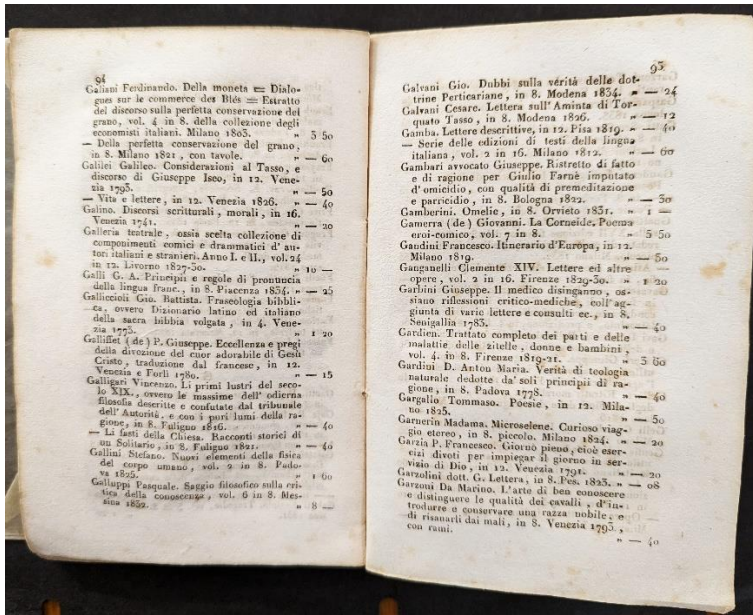 94
Galiani Ferdinando. Della moneta = Dialo-
gues sur le commerce des Blés = Estratto
del discorso sulla perfetta conservazione del
grano, vol. 4 in 8. della collezione degli
economisti italiani. Milano 1803. „ 3 50
— Della perfetta conservazione del grano,
in 8. Milano 1821, con tavole. „ — 60
Galilei Galileo. Considerazioni al Tasso, e
discorso di Giuseppe Iseo, in 12. Vene-
zia 1793. „ — 50
— Vita e lettere, in 12. Venezia 1826. „ — 40
Galino. Discorsi scritturali, morali, in 16.
Venezia 1741. „ — 20
Galleria teatrale, ossia scelta collezione di
componimenti comici e drammatici d' au-
tori italiani e stranieri. Anno I. e II., vol. 24
in 12. Livorno 1827-30. „ 10 —
Galli G. A. Principii e regole di pronuncia
della lingua franc., in 8. Piacenza 1834. „ — 25
Galliccioli Gio. Battista. Fraseologia bibbli-
ca, ovvero Dizionario latino ed italiano
della sacra bibbia volgata, in 4. Vene-
zia 1773. „ 1 20
Galliffet (de) P. Giuseppe. Eccellenza e pregi
della divozione del cuor adorabile di Gesù
Cristo, traduzione dal francese, in 12.
Venezia e Forlì 1780. „ — 15
Galligari Vincenzo. Li primi lustri del seco-
lo XIX., ovvero le massime dell' odierna
filosofia descritte e confutate dal tribunale
dell' Autorità, e con i puri lumi della ra-
gione, in 8. Fuligno 1816. „ — 40
— Li fasti della Chiesa. Racconti storici di
un Solitario, in 8. Fuligno 1821. „ — 40
Gallini Stefano. Nuovi elementi della fisica
del corpo umano, vol. 2 in 8. Pado-
va 1825. „ 1 60
Galluppi Pasquale. Saggio filosofico sulla cri-
tica della conoscenza, vol. 6 in 8. Mes-
sina 1832. „ 8 —
95
Galvani Gio. Dubbi sulla verità delle dot-
trine Perticariane, in 8. Modena 1834. „ — 24
Galvani Cesare. Lettera sull'Aminta di Tor-
quato Tasso, in 8. Modena 1826. „ — 12
Gamba. Lettere descrittive, in 12. Pisa 1819. „ — 40
— Serie delle edizioni di testi della lingua
italiana, vol. 2 in 16. Milano 1812. „ — 60
Gambari avvocato Giuseppe. Ristretto di fatto
e di ragione per Giulio Farnè imputato
d'omicidio, con qualità di premeditazione
e parricidio, in 8. Bologna 1822. „ — 30
Gamberini. Omelie, in 8. Orvieto 1831. „ 1 —
Gamerra (de) Giovanni. La Corneide. Poema
eroi-comico, vol. 7 in 8. „ 3 50
Gandini Francesco. Itinerario d'Europa, in 12.
Milano 1819. „ — 80
Ganganelli Clemente XIV. Lettere ed altre
opere, vol. 2 in 16. Firenze 1829-30. „ 1 20
Garbini Giuseppe. Il medico disinganno, os-
siano riflessioni critico-mediche, coll'ag-
giunta di varie lettere e consulti ec., in 8.
Senigallia 1783. „ — 40
Gardien. Trattato completo dei parti e delle
malattie delle zitelle, donne e bambini,
vol. 4. in 8. Firenze 1819-21. „ 3 60
Gardini D. Anton Maria. Verità di teologia
naturale dedotte da' soli principii di ra-
gione, in 8. Padova 1778. „ — 40
Gargallo Tommaso. Poesie, in 12. Mila-
no 1825. „ — 50
Garnerin Madama. Microselene. Curioso viag-
gio etereo, in 8. piccolo. Milano 1824. „ — 20
Garzia P. Francesco. Giorno pieno, cioè eser-
cizi divoti per impiegar il giorno in ser-
vizio di Dio, in 12. Venezia 1791. „ — 20
Garzolini dott. G. Lettera, in 8. Pes. 1823. „ — 08
Garzoni Da Marino. L'arte di ben conoscere
e distinguere le qualità dei cavalli, d'in-
trodurre e conservare una razza nobile, e
di risanarli dai mali, in 8. Venezia 1793.,
con rami. „ — 40